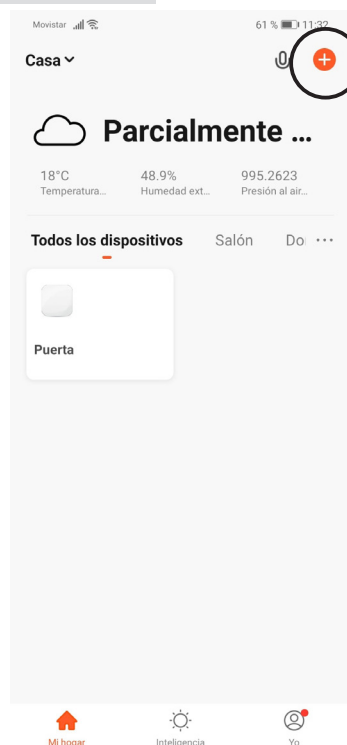 Movistar 61 % 11:32
Casa
Parcialmente ...
18°C 48.9% 995.2623
Temperatura... Humedad ext... Presión al air...
Todos los dispositivos Salón Do ...
Puerta
Mi hogar Inteligencia Yo